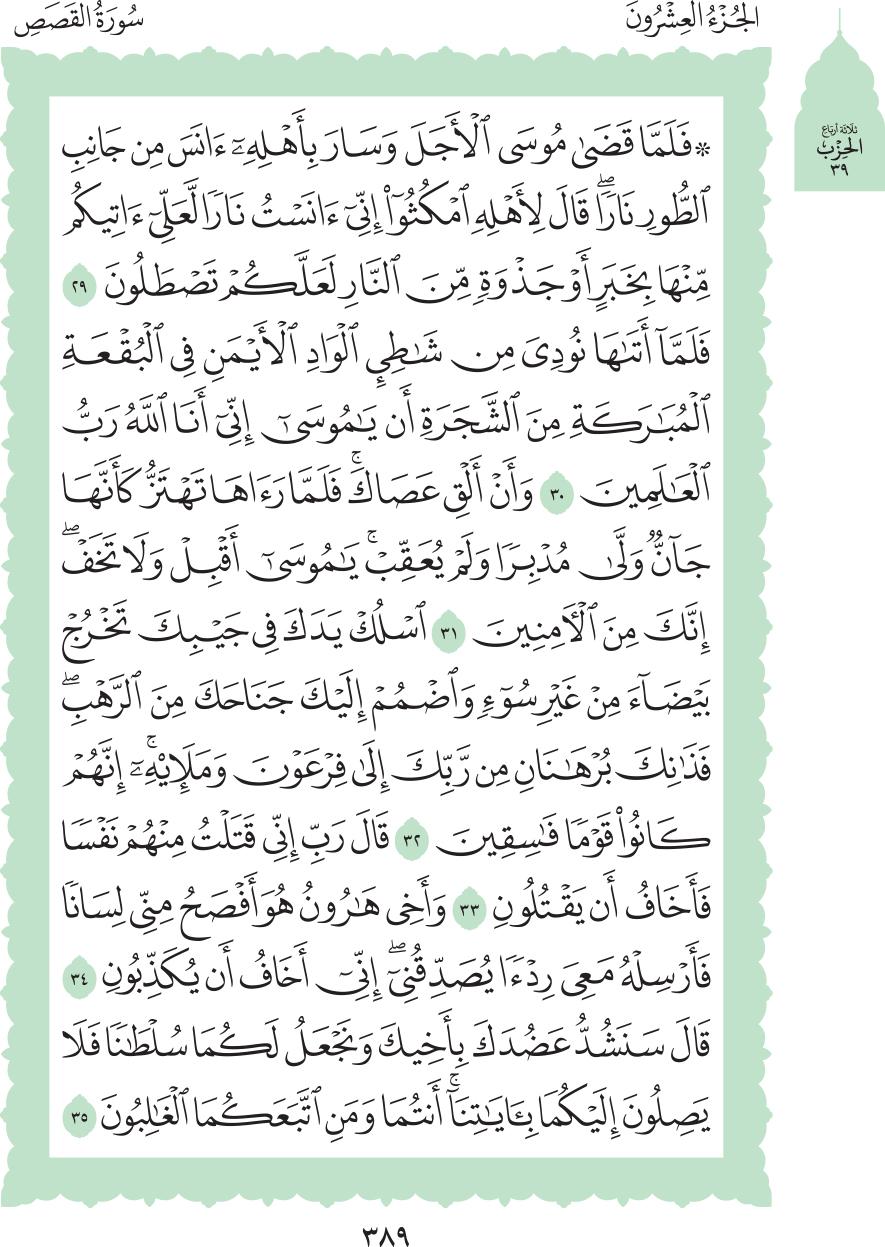 الجُزْءُ الْعِشْرُونَ
سُورَةُ القَصَصِ
ثلاثة أرباع
الحِزْب
٣٩
۞ فَلَمَّا قَضَىٰ مُوسَى ٱلْأَجَلَ وَسَارَ بِأَهْلِهِۦٓ ءَانَسَ مِن جَانِبِ
ٱلطُّورِ نَارًاۖ قَالَ لِأَهْلِهِ ٱمْكُثُوٓا۟ إِنِّىٓ ءَانَسْتُ نَارًا لَّعَلِّىٓ ءَاتِيكُم
مِّنْهَا بِخَبَرٍ أَوْ جَذْوَةٍ مِّنَ ٱلنَّارِ لَعَلَّكُمْ تَصْطَلُونَ ٢٩
فَلَمَّآ أَتَىٰهَا نُودِىَ مِن شَـٰطِئِ ٱلْوَادِ ٱلْأَيْمَنِ فِى ٱلْبُقْعَةِ
ٱلْمُبَـٰرَكَةِ مِنَ ٱلشَّجَرَةِ أَن يَـٰمُوسَىٰٓ إِنِّىٓ أَنَا ٱللَّهُ رَبُّ
ٱلْعَـٰلَمِينَ ٣٠ وَأَنْ أَلْقِ عَصَاكَۚ فَلَمَّا رَءَاهَا تَهْتَزُّ كَأَنَّهَا
جَآنٌّ وَلَّىٰ مُدْبِرًا وَلَمْ يُعَقِّبْۚ يَـٰمُوسَىٰٓ أَقْبِلْ وَلَا تَخَفْۖ
إِنَّكَ مِنَ ٱلْـَٔامِنِينَ ٣١ ٱسْلُكْ يَدَكَ فِى جَيْبِكَ تَخْرُجْ
بَيْضَآءَ مِنْ غَيْرِ سُوٓءٍ وَٱضْمُمْ إِلَيْكَ جَنَاحَكَ مِنَ ٱلرَّهْبِۖ
فَذَٰنِكَ بُرْهَـٰنَانِ مِن رَّبِّكَ إِلَىٰ فِرْعَوْنَ وَمَلَإِي۟هِۦٓۚ إِنَّهُمْ
كَانُوا۟ قَوْمًا فَـٰسِقِينَ ٣٢ قَالَ رَبِّ إِنِّى قَتَلْتُ مِنْهُمْ نَفْسًا
فَأَخَافُ أَن يَقْتُلُونِ ٣٣ وَأَخِى هَـٰرُونُ هُوَ أَفْصَحُ مِنِّى لِسَانًا
فَأَرْسِلْهُ مَعِىَ رِدْءًا يُصَدِّقُنِىٓۖ إِنِّىٓ أَخَافُ أَن يُكَذِّبُونِ ٣٤
قَالَ سَنَشُدُّ عَضُدَكَ بِأَخِيكَ وَنَجْعَلُ لَكُمَا سُلْطَـٰنًا فَلَا
يَصِلُونَ إِلَيْكُمَا بِـَٔايَـٰتِنَآۚ أَنتُمَا وَمَنِ ٱتَّبَعَكُمَا ٱلْغَـٰلِبُونَ ٣٥
٣٨٩